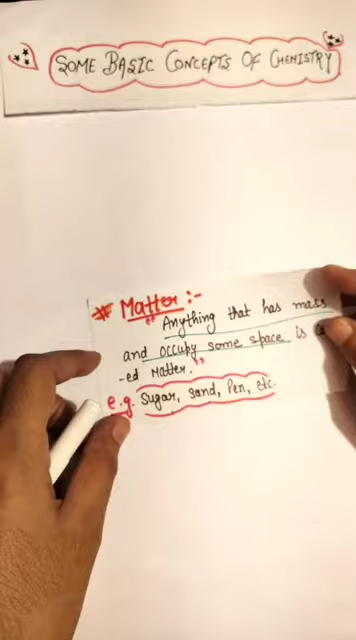 SOME BASIC CONCEPTS OF CHEMISTRY
# Matter :-
" Anything that has mass
and occupy some space is
-ed Matter."
e.g. Sugar, Sand, Pen, etc.